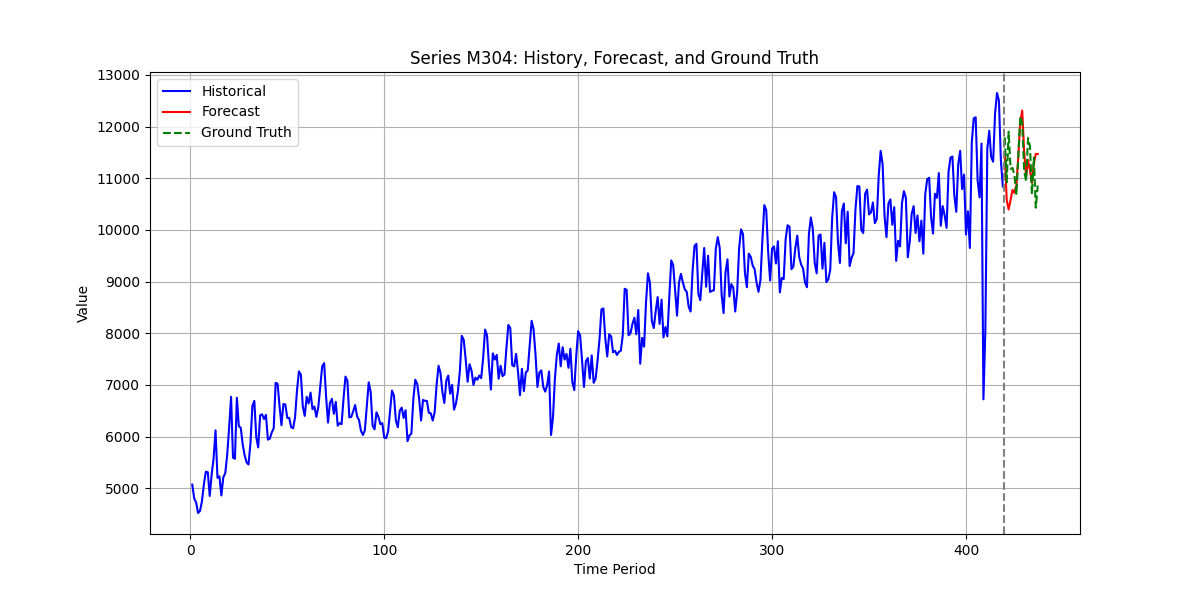 Series M304: History, Forecast, and Ground Truth
Historical
Forecast
Ground Truth
13000
12000
11000
10000
9000
8000
7000
6000
5000
Value
0 100 200 300 400
Time Period